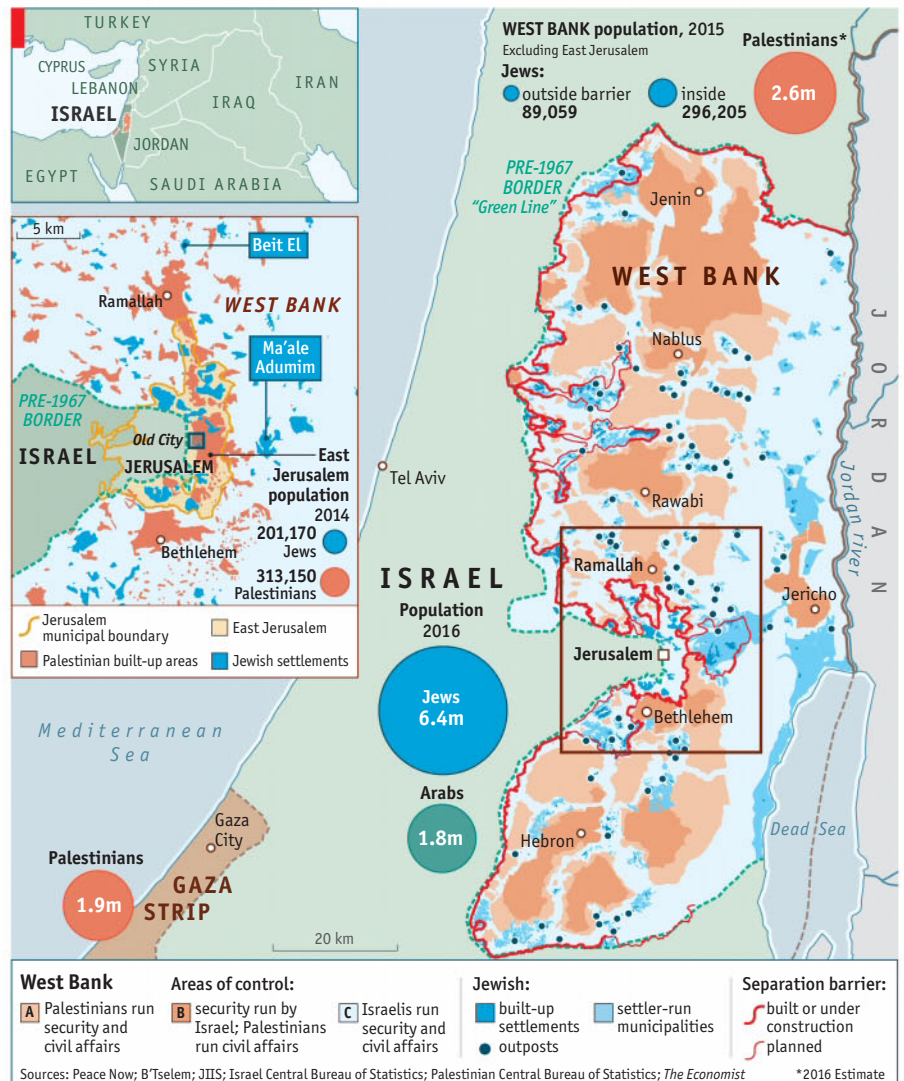 TURKEY
CYPRUS
SYRIA
LEBANON
IRAN
ISRAEL
IRAQ
JORDAN
EGYPT
SAUDI ARABIA
WEST BANK population, 2015
Excluding East Jerusalem
Jews:
outside barrier
89,059
inside
296,205
Palestinians*
2.6m
5 km
Beit El
Ramallah
WEST BANK
Ma'ale
Adumim
PRE-1967
BORDER
Old City
ISRAEL
JERUSALEM
East
Jerusalem
population
2014
201,170
Jews
313,150
Palestinians
Bethlehem
Jerusalem
municipal boundary
East Jerusalem
Palestinian built-up areas
Jewish settlements
PRE-1967
BORDER
"Green Line"
Jenin
WEST BANK
Nablus
JORDAN
Tel Aviv
Rawabi
Jordan river
Ramallah
Jericho
ISRAEL
Population
2016
Jerusalem
Jews
6.4m
Bethlehem
Mediterranean
Sea
Arabs
1.8m
Gaza
City
Hebron
Dead Sea
Palestinians
1.9m
GAZA
STRIP
20 km
West Bank
A Palestinians run
security and
civil affairs
Areas of control:
B security run by
Israel; Palestinians
run civil affairs
C Israelis run
security and
civil affairs
Jewish:
built-up
settlements
outposts
settler-run
municipalities
Separation barrier:
built or under
construction
planned
Sources: Peace Now; B'Tselem; JIIS; Israel Central Bureau of Statistics; Palestinian Central Bureau of Statistics; The Economist
*2016 Estimate